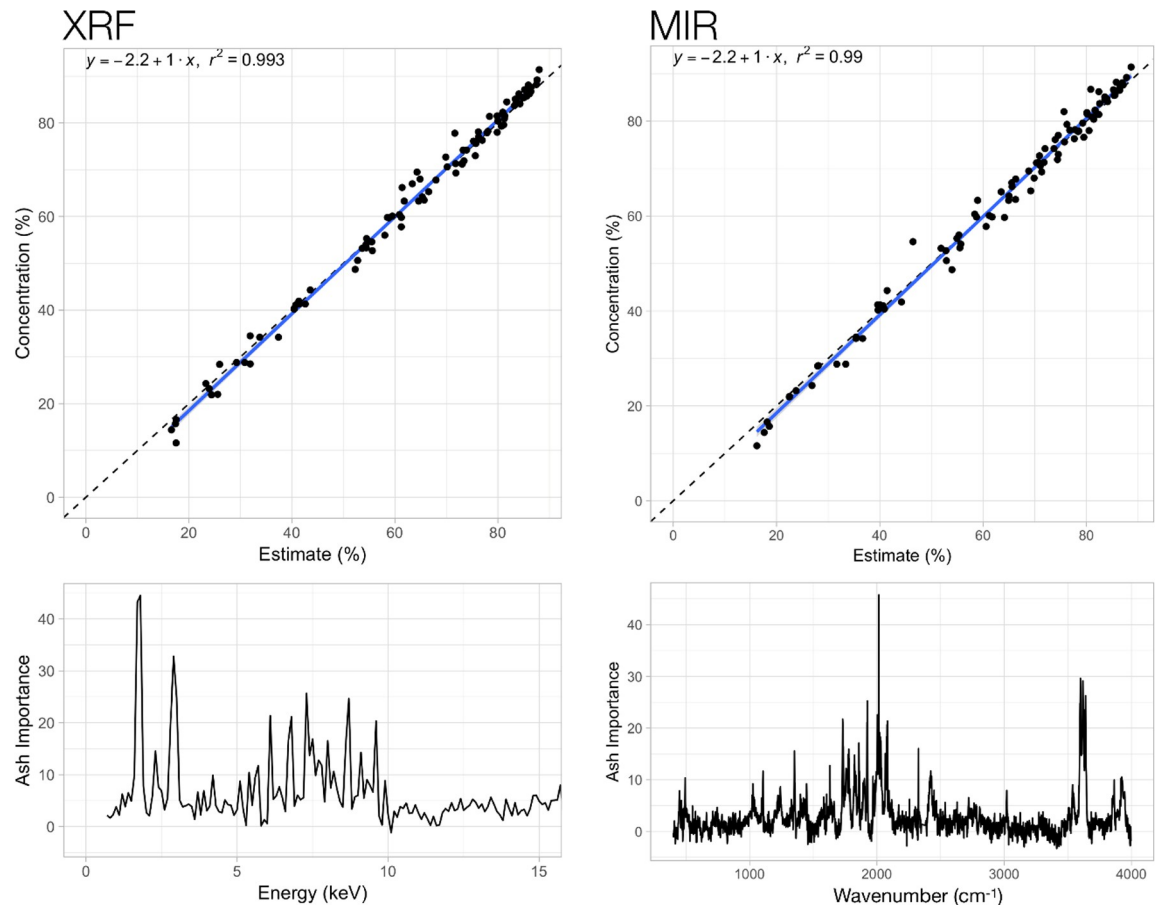 XRF
y = −2.2 + 1 · x, r² = 0.993
Concentration (%)
80
60
40
20
0
0 20 40 60 80
Estimate (%)
MIR
y = −2.2 + 1 · x, r² = 0.99
Concentration (%)
80
60
40
20
0
0 20 40 60 80
Estimate (%)
Ash Importance
40
30
20
10
0
0 5 10 15
Energy (keV)
Ash Importance
40
30
20
10
0
1000 2000 3000 4000
Wavenumber (cm⁻¹)